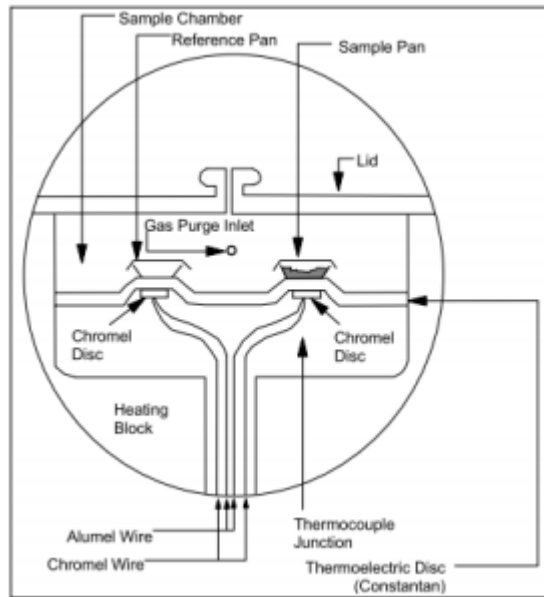 Sample Chamber
Reference Pan
Sample Pan
Lid
Gas Purge Inlet
Chromel
Disc
Chromel
Disc
Heating
Block
Alumel Wire
Chromel Wire
Thermocouple
Junction
Thermoelectric Disc
(Constantan)